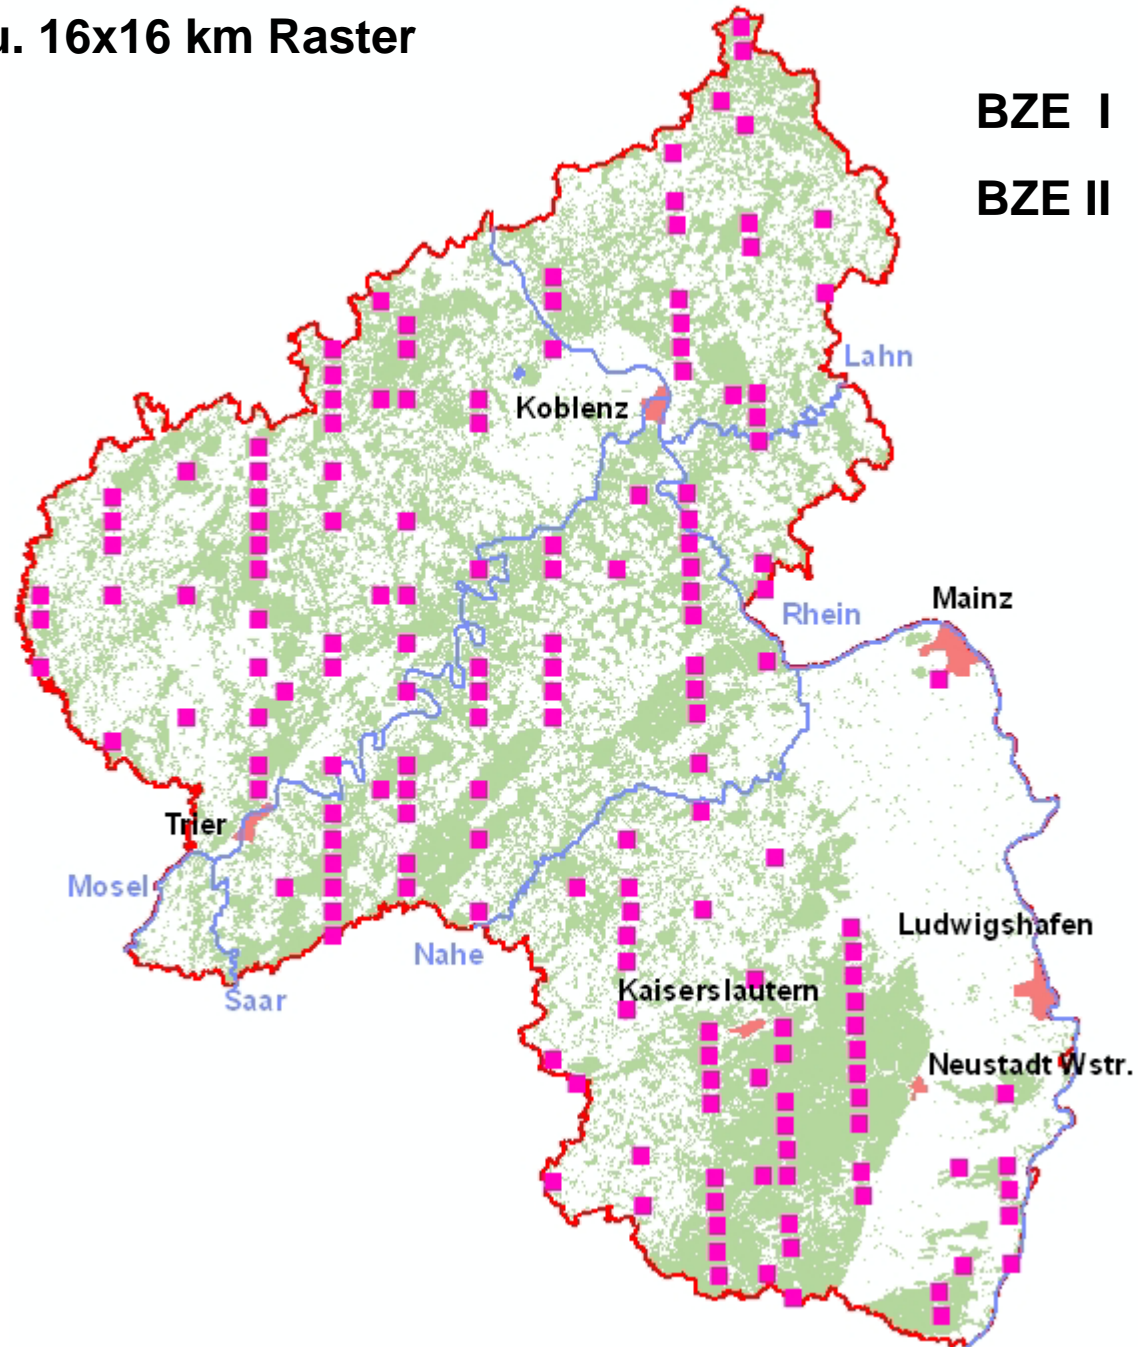 u. 16x16 km Raster
BZE I
BZE II
Lahn
Koblenz
Mainz
Rhein
Trier
Mosel
Ludwigshafen
Nahe
Kaiserslautern
Saar
Neustadt Wstr.